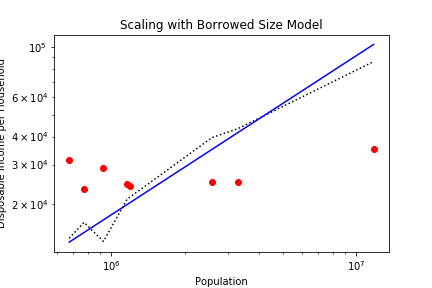 Scaling with Borrowed Size Model
Disposable Income per Household
10⁵
6 × 10⁴
4 × 10⁴
3 × 10⁴
2 × 10⁴
10⁶
10⁷
Population